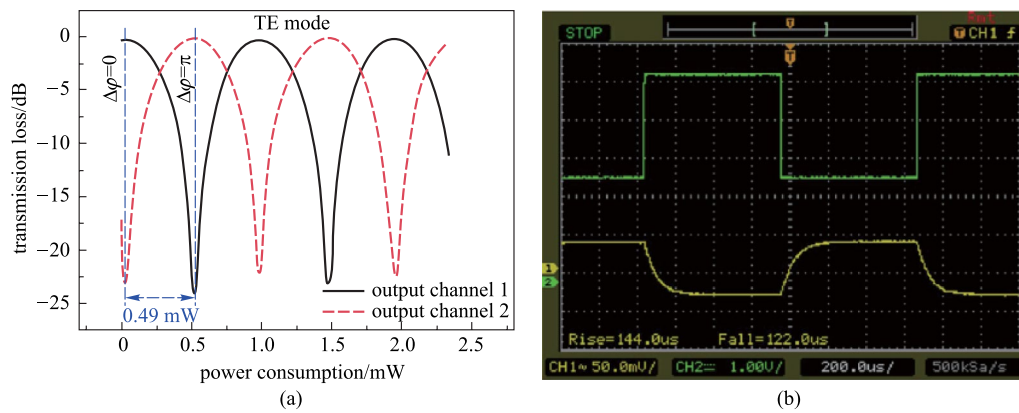 TE mode
0
−5
−10
−15
−20
−25
transmission loss/dB
Δφ=0
Δφ=π
0.49 mW
output channel 1
output channel 2
0 0.5 1.0 1.5 2.0 2.5
power consumption/mW
(a)
STOP
T
CH1
T
1
2
Rise=144.0us Fall=122.0us
CH1~ 50.0mV/ CH2 1.00V/ 200.0us/ 500kSa/s
(b)